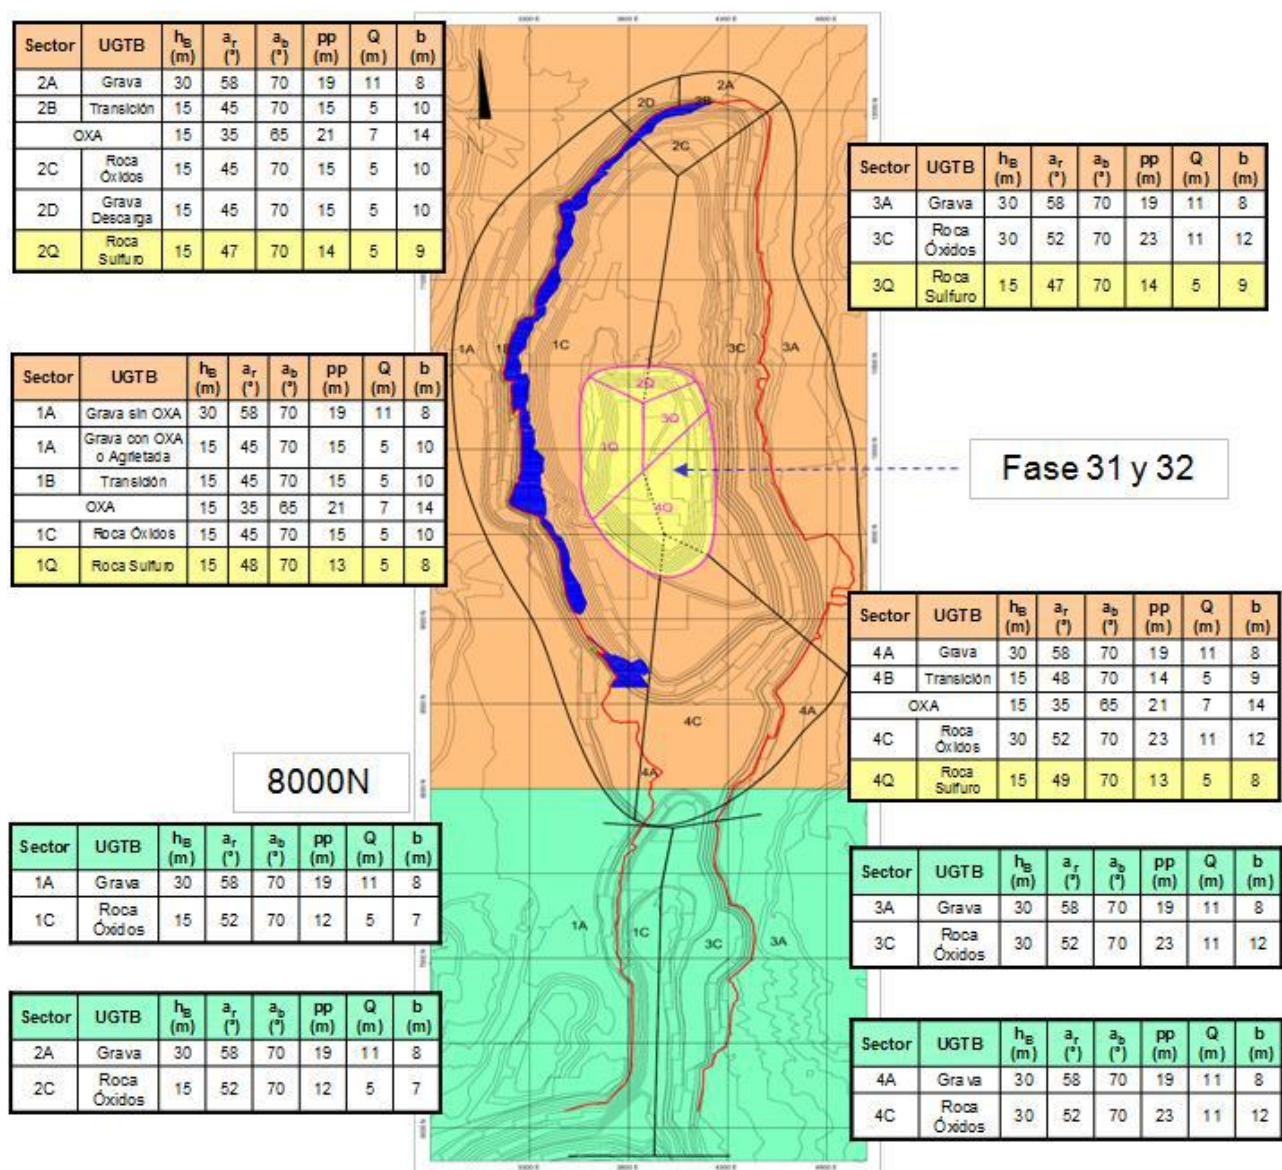 Sector UGTB hB (m) ar (°) ab (°) pp (m) Q (m) b (m)
2A Grava 30 58 70 19 11 8
2B Transición 15 45 70 15 5 10
OXA 15 35 65 21 7 14
2C Roca Óxidos 15 45 70 15 5 10
2D Grava Descarga 15 45 70 15 5 10
2Q Roca Sulfuro 15 47 70 14 5 9
Sector UGTB hB (m) ar (°) ab (°) pp (m) Q (m) b (m)
3A Grava 30 58 70 19 11 8
3C Roca Óxidos 30 52 70 23 11 12
3Q Roca Sulfuro 15 47 70 14 5 9
Sector UGTB hB (m) ar (°) ab (°) pp (m) Q (m) b (m)
1A Grava sin OXA 30 58 70 19 11 8
1A Grava con OXA o Agrietada 15 45 70 15 5 10
1B Transición 15 45 70 15 5 10
OXA 15 35 65 21 7 14
1C Roca Óxidos 15 45 70 15 5 10
1Q Roca Sulfuro 15 48 70 13 5 8
2A
2D
2B
2C
1A
1C
3C
3A
2Q
3Q
1Q
4Q
4C
4A
4A
Fase 31 y 32
Sector UGTB hB (m) ar (°) ab (°) pp (m) Q (m) b (m)
4A Grava 30 58 70 19 11 8
4B Transición 15 48 70 14 5 9
OXA 15 35 65 21 7 14
4C Roca Óxidos 30 52 70 23 11 12
4Q Roca Sulfuro 15 49 70 13 5 8
8000N
Sector UGTB hB (m) ar (°) ab (°) pp (m) Q (m) b (m)
1A Grava 30 58 70 19 11 8
1C Roca Óxidos 15 52 70 12 5 7
1A
1C
3C
3A
Sector UGTB hB (m) ar (°) ab (°) pp (m) Q (m) b (m)
3A Grava 30 58 70 19 11 8
3C Roca Óxidos 30 52 70 23 11 12
Sector UGTB hB (m) ar (°) ab (°) pp (m) Q (m) b (m)
2A Grava 30 58 70 19 11 8
2C Roca Óxidos 15 52 70 12 5 7
Sector UGTB hB (m) ar (°) ab (°) pp (m) Q (m) b (m)
4A Grava 30 58 70 19 11 8
4C Roca Óxidos 30 52 70 23 11 12